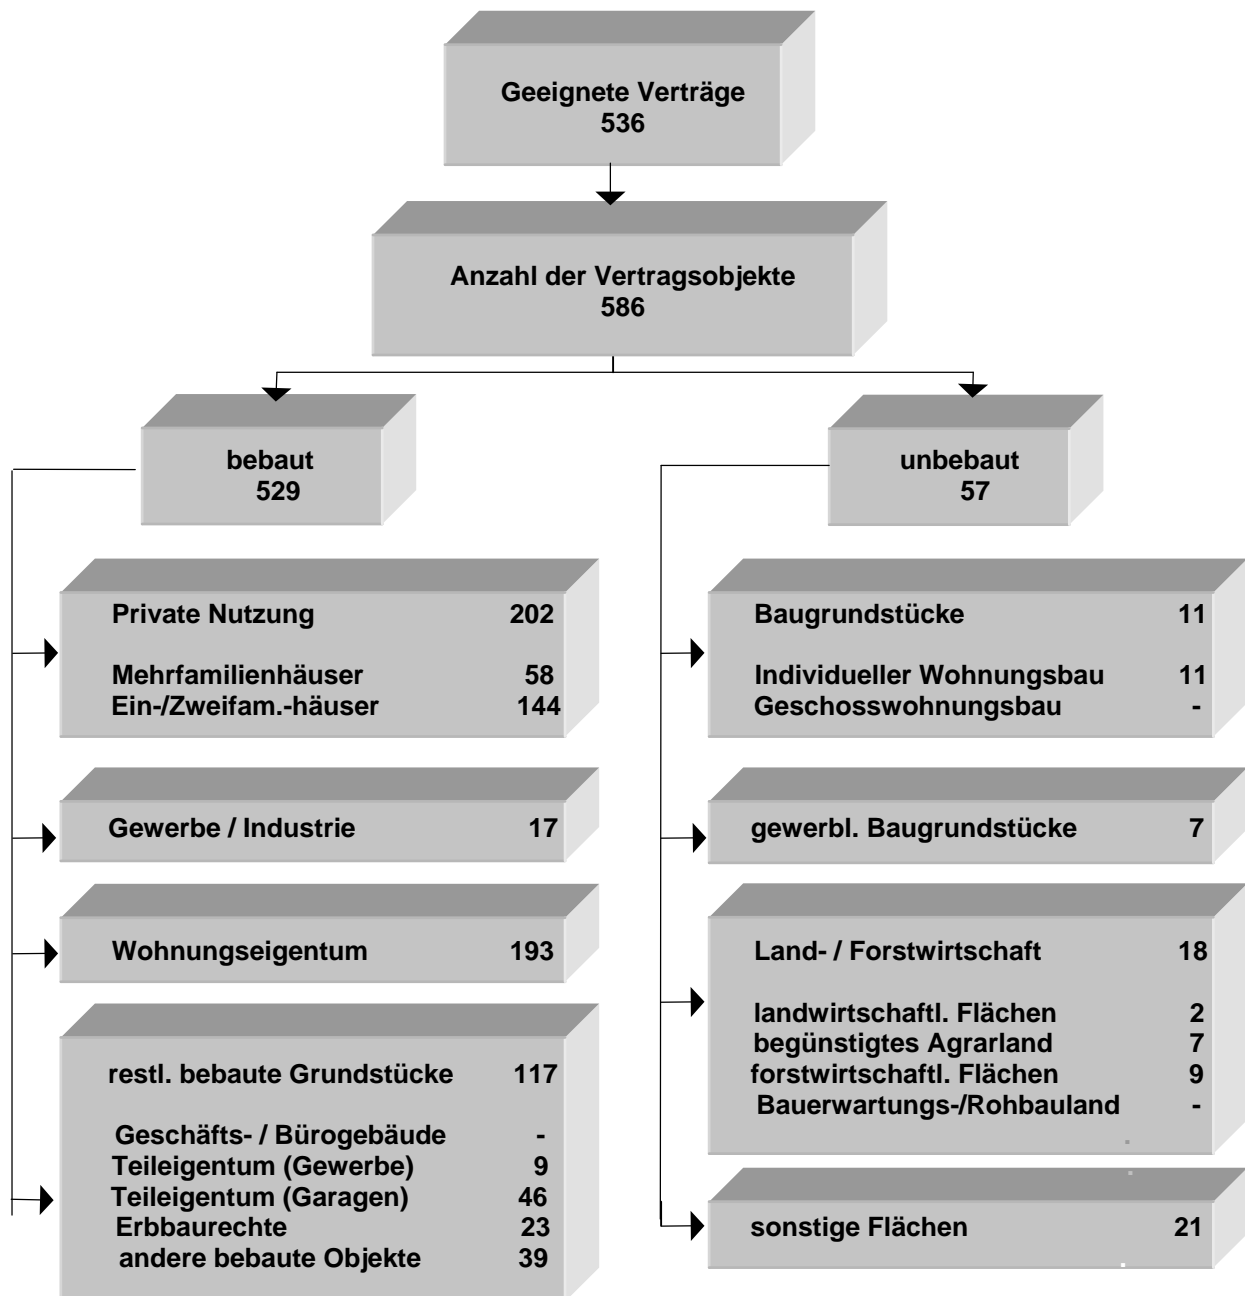 Geeignete Verträge
536
Anzahl der Vertragsobjekte
586
bebaut
529
Private Nutzung 202
Mehrfamilienhäuser 58
Ein-/Zweifam.-häuser 144
Gewerbe / Industrie 17
Wohnungseigentum 193
restl. bebaute Grundstücke 117
Geschäfts- / Bürogebäude -
Teileigentum (Gewerbe) 9
Teileigentum (Garagen) 46
Erbbaurechte 23
andere bebaute Objekte 39
unbebaut
57
Baugrundstücke 11
Individueller Wohnungsbau 11
Geschosswohnungsbau -
gewerbl. Baugrundstücke 7
Land- / Forstwirtschaft 18
landwirtschaftl. Flächen 2
begünstigtes Agrarland 7
forstwirtschaftl. Flächen 9
Bauerwartungs-/Rohbauland -
sonstige Flächen 21